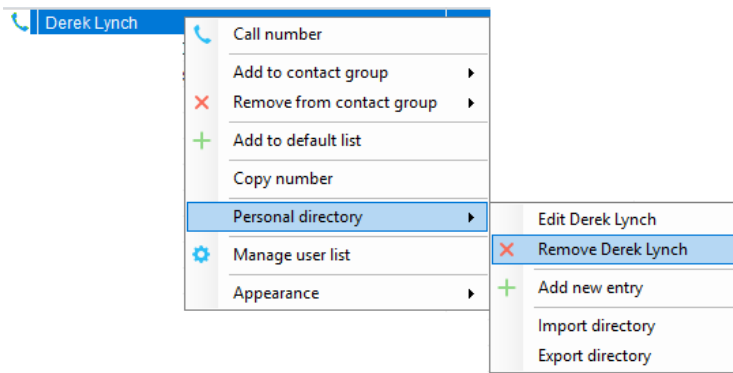 Derek Lynch
Call number
Add to contact group
Remove from contact group
Add to default list
Copy number
Personal directory
Manage user list
Appearance
Edit Derek Lynch
Remove Derek Lynch
Add new entry
Import directory
Export directory